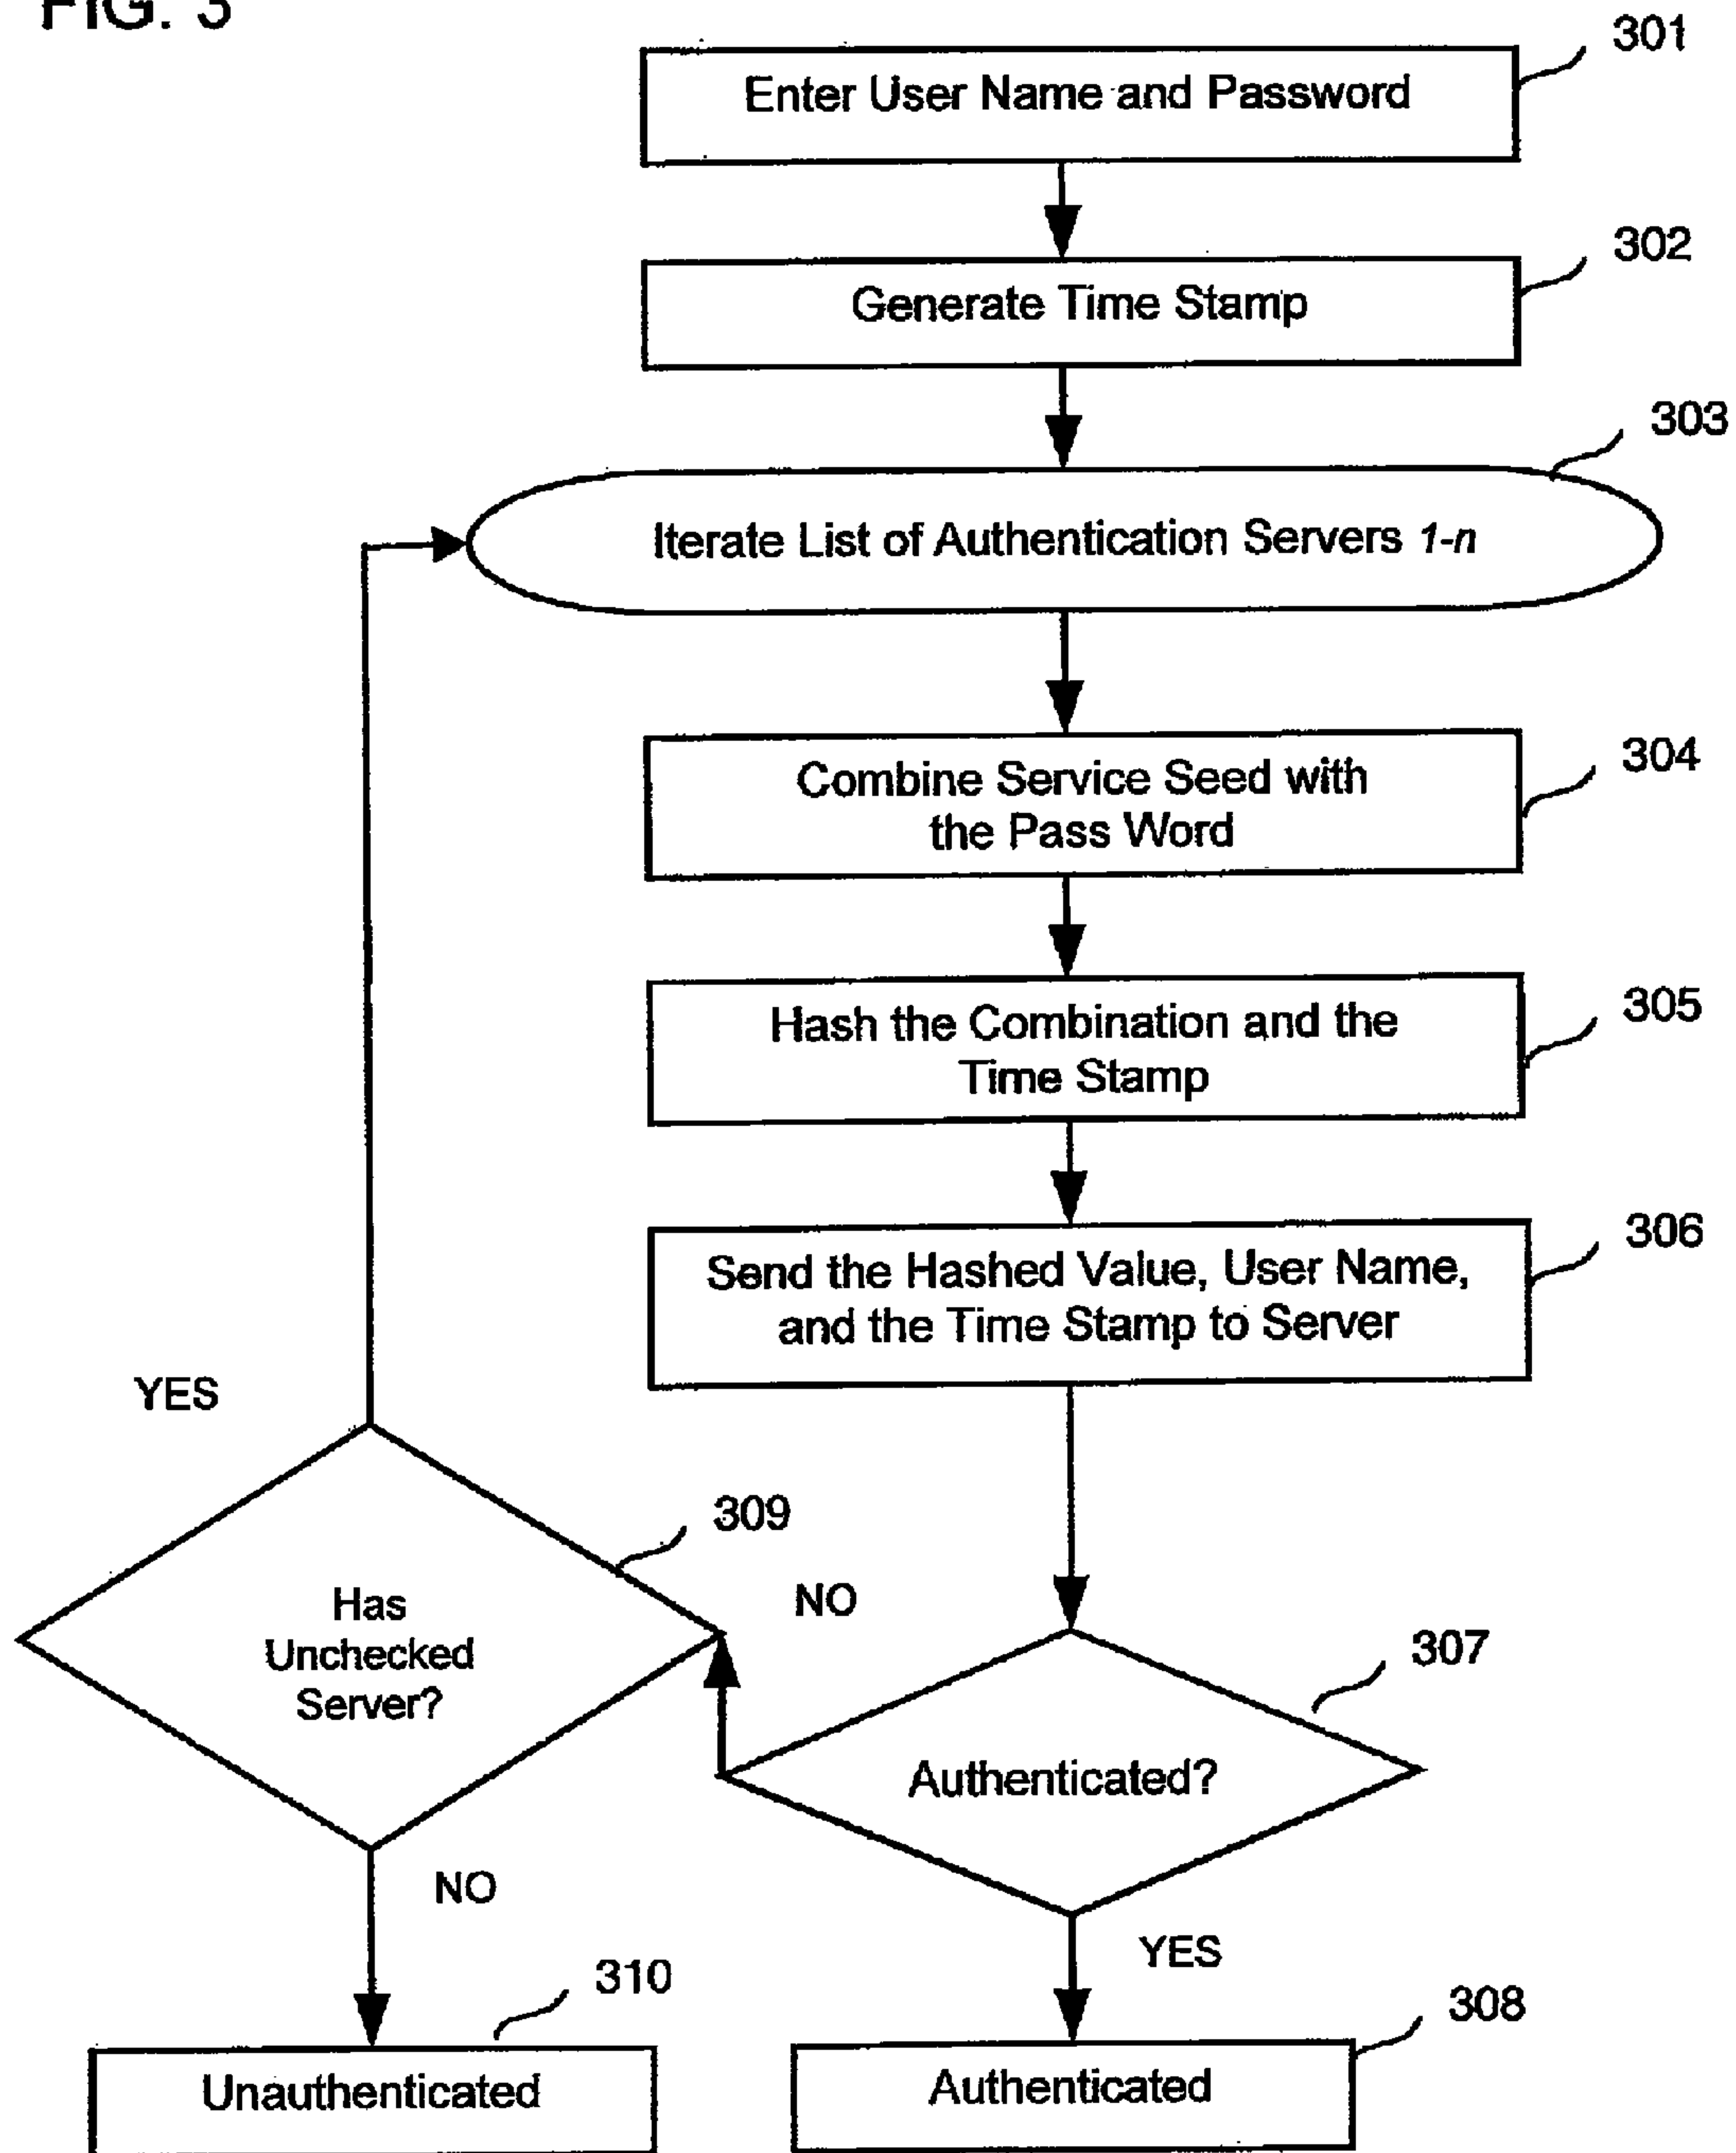 FIG. 3
301
Enter User Name and Password
302
Generate Time Stamp
303
Iterate List of Authentication Servers 1-n
304
Combine Service Seed with
the Pass Word
305
Hash the Combination and the
Time Stamp
306
Send the Hashed Value, User Name,
and the Time Stamp to Server
YES
309
Has
Unchecked
Server?
NO
307
Authenticated?
NO
YES
310
Unauthenticated
308
Authenticated